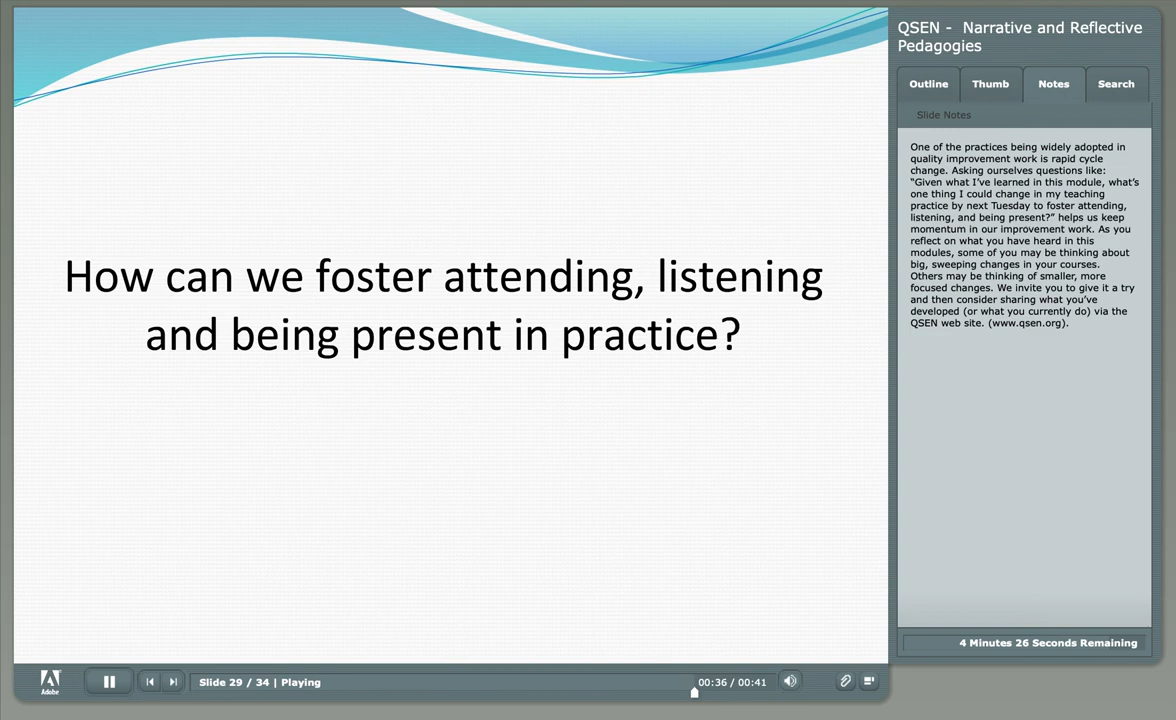 How can we foster attending, listening
and being present in practice?
QSEN -  Narrative and Reflective
Pedagogies
Outline
Thumb
Notes
Search
Slide Notes
One of the practices being widely adopted in
quality improvement work is rapid cycle
change. Asking ourselves questions like:
“Given what I’ve learned in this module, what’s
one thing I could change in my teaching
practice by next Tuesday to foster attending,
listening, and being present?” helps us keep
momentum in our improvement work. As you
reflect on what you have heard in this
modules, some of you may be thinking about
big, sweeping changes in your courses.
Others may be thinking of smaller, more
focused changes. We invite you to give it a try
and then consider sharing what you’ve
developed (or what you currently do) via the
QSEN web site. (www.qsen.org).
4 Minutes 26 Seconds Remaining
Adobe
Slide 29 / 34 | Playing
00:36 / 00:41